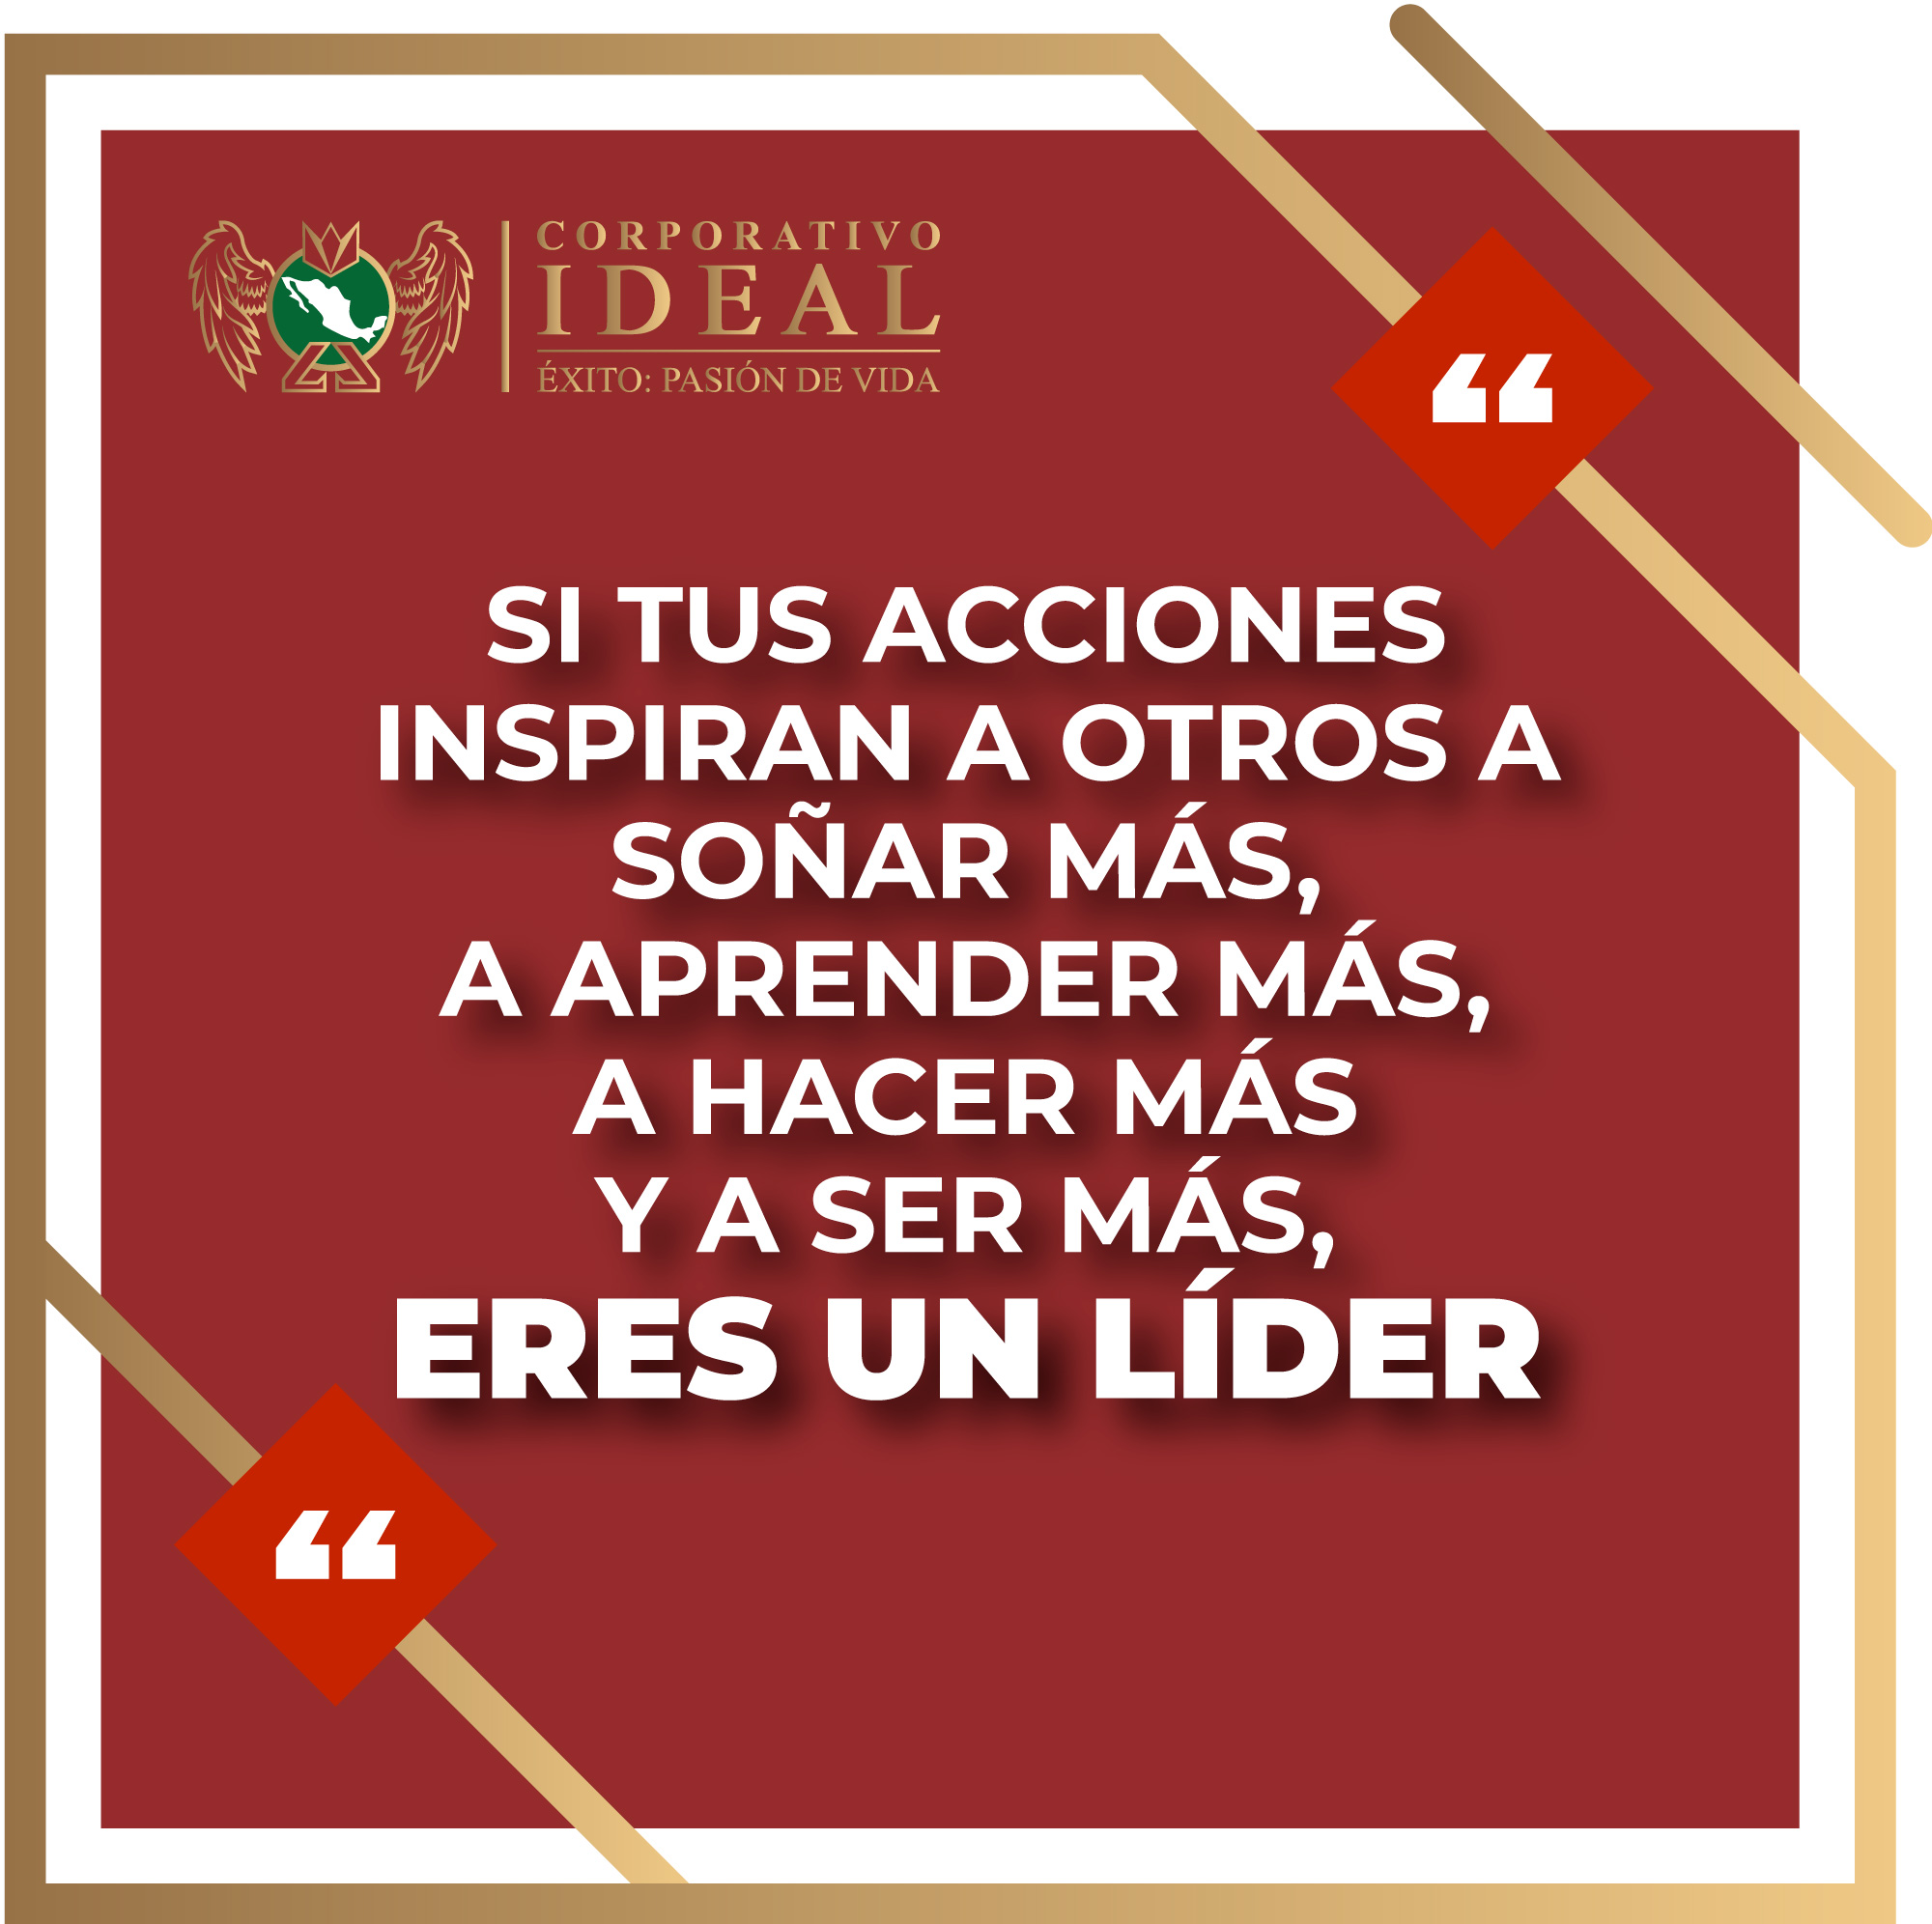 CORPORATIVO
IDEAL
ÉXITO: PASIÓN DE VIDA
“
SI TUS ACCIONES
INSPIRAN A OTROS A
SOÑAR MÁS,
A APRENDER MÁS,
A HACER MÁS
Y A SER MÁS,
ERES UN LÍDER
“